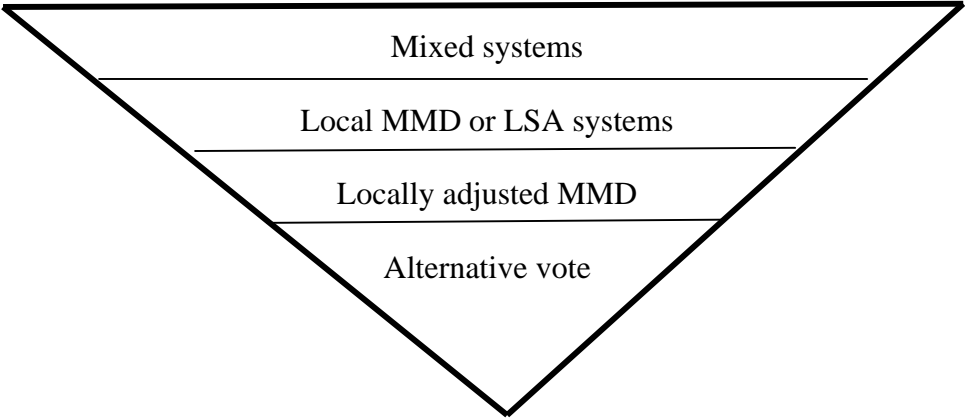 Mixed systems
Local MMD or LSA systems
Locally adjusted MMD
Alternative vote